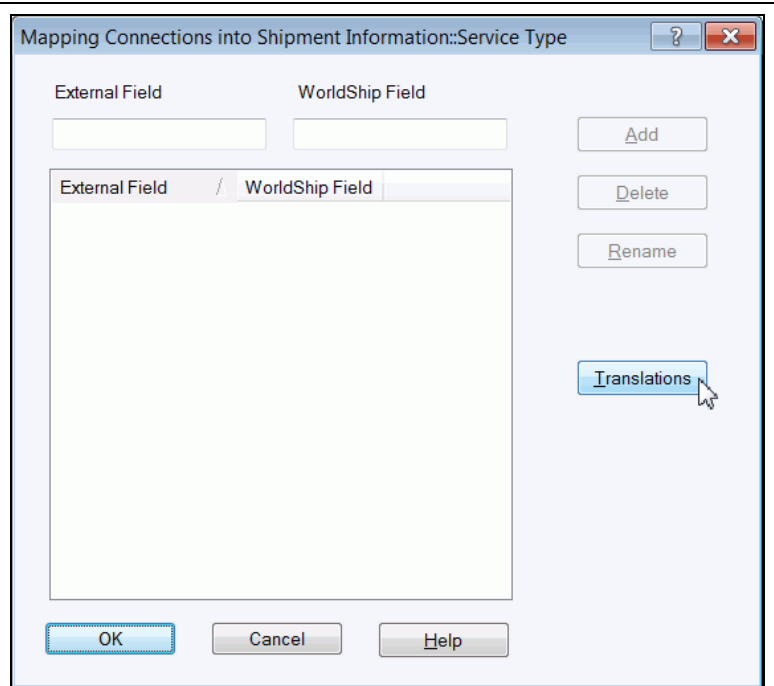 Mapping Connections into Shipment Information::Service Type
External Field WorldShip Field
Add
External Field / WorldShip Field
Delete
Rename
Translations
OK Cancel Help